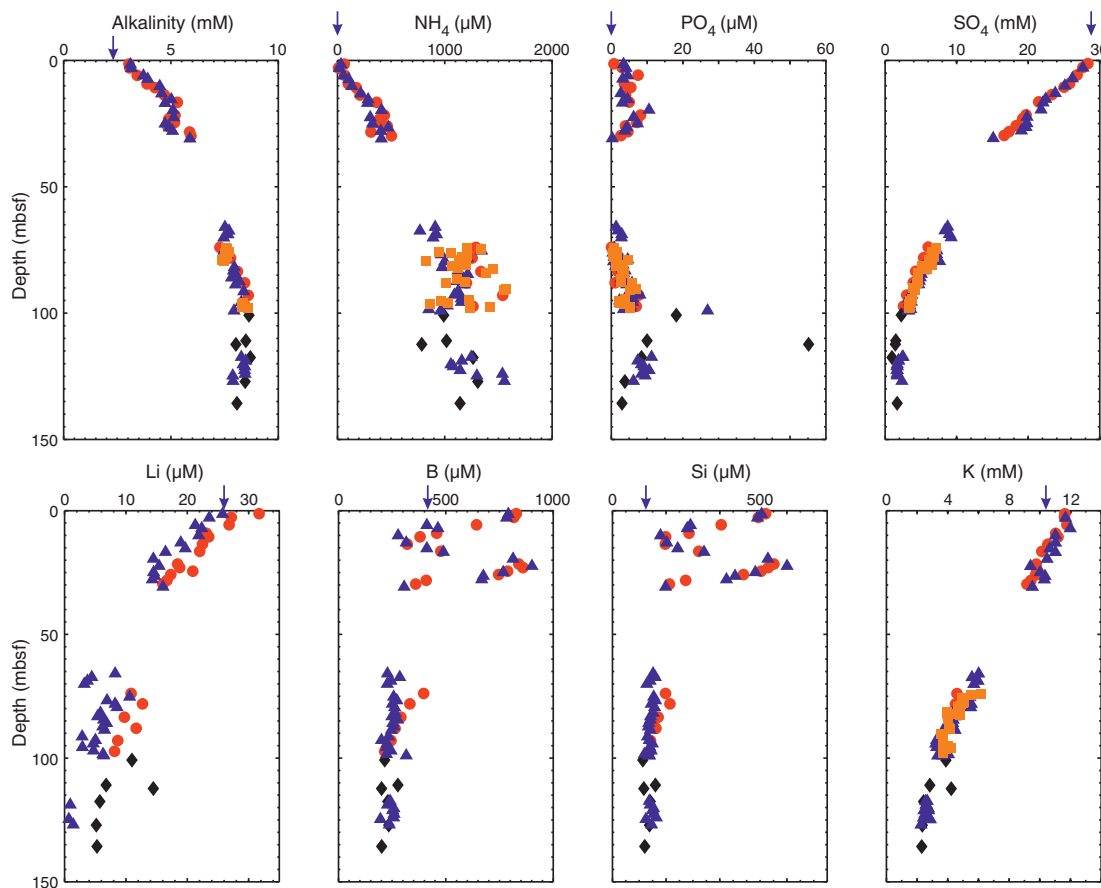 Alkalinity (mM)
NH4 (µM)
PO4 (µM)
SO4 (mM)
0 5 10
0 1000 2000
0 20 40 60
0 10 20 30
0
50
100
150
Depth (mbsf)
Li (µM)
B (µM)
Si (µM)
K (mM)
0 10 20 30
0 500 1000
0 500
0 4 8 12
0
50
100
150
Depth (mbsf)